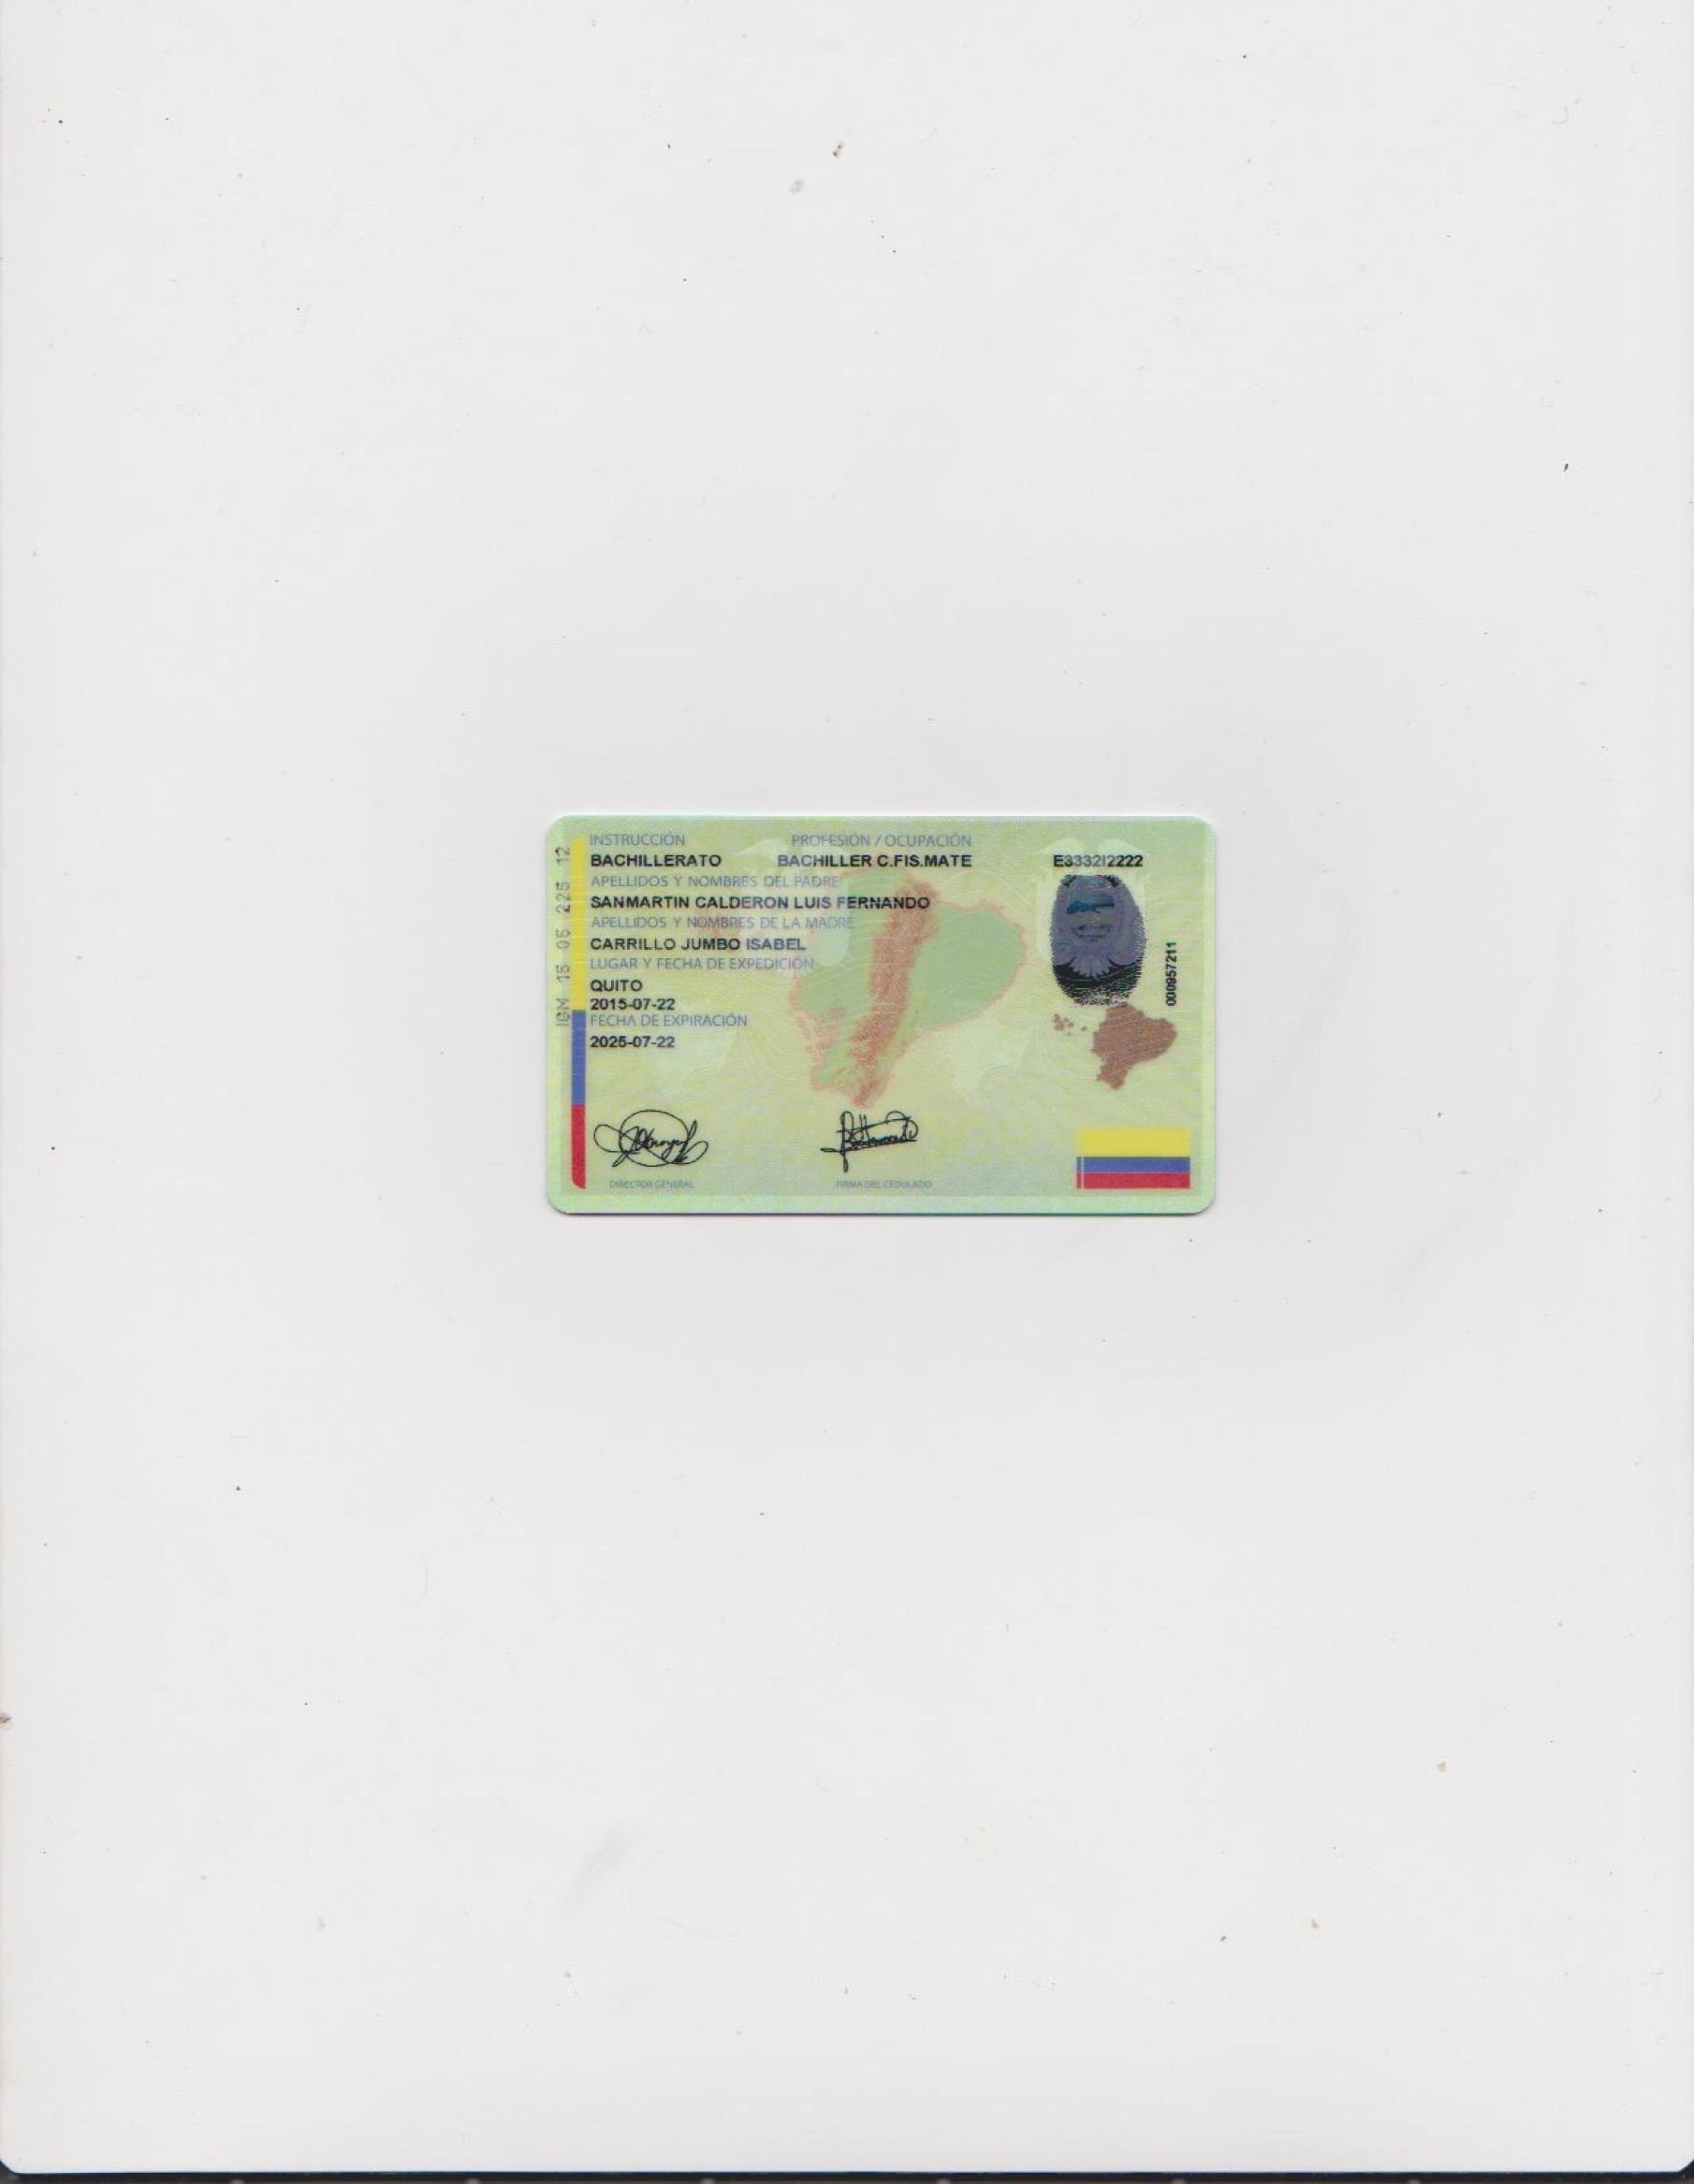 INSTRUCCIÓN PROFESIÓN / OCUPACIÓN
BACHILLERATO BACHILLER C.FIS.MATE E3332I2222
APELLIDOS Y NOMBRES DEL PADRE
SANMARTIN CALDERON LUIS FERNANDO
APELLIDOS Y NOMBRES DE LA MADRE
CARRILLO JUMBO ISABEL
LUGAR Y FECHA DE EXPEDICIÓN
QUITO
2015-07-22
FECHA DE EXPIRACIÓN
2025-07-22
DIRECTOR GENERAL FIRMA DEL CEDULADO
IGM 15 05 225 12
000957211